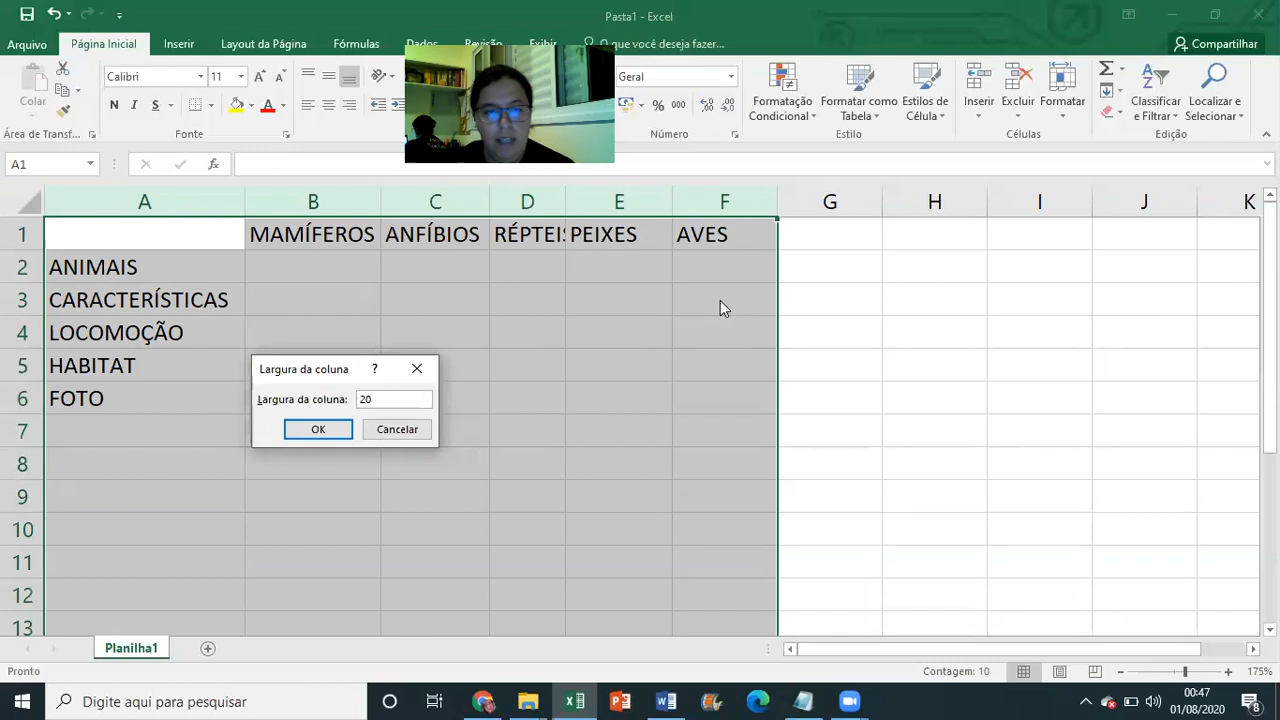 Pasta1 - Excel
Arquivo Página Inicial Inserir Layout da Página Fórmulas Dados Revisão Exibir O que você deseja fazer... Compartilhar
Colar
Calibri 11
Geral
N I S
% 000
Formatação Condicional
Formatar como Tabela
Estilos de Célula
Inserir Excluir Formatar
Classificar e Filtrar
Localizar e Selecionar
Área de Transf... Fonte Número Estilo Células Edição
A1 fx
A B C D E F G H I J K
1 MAMÍFEROS ANFÍBIOS RÉPTEIS PEIXES AVES
2 ANIMAIS
3 CARACTERÍSTICAS
4 LOCOMOÇÃO
5 HABITAT
6 FOTO
7
8
9
10
11
12
13
Largura da coluna ?
Largura da coluna: 20
OK Cancelar
Planilha1
Pronto Contagem: 10 175%
Digite aqui para pesquisar
00:47
01/08/2020
8